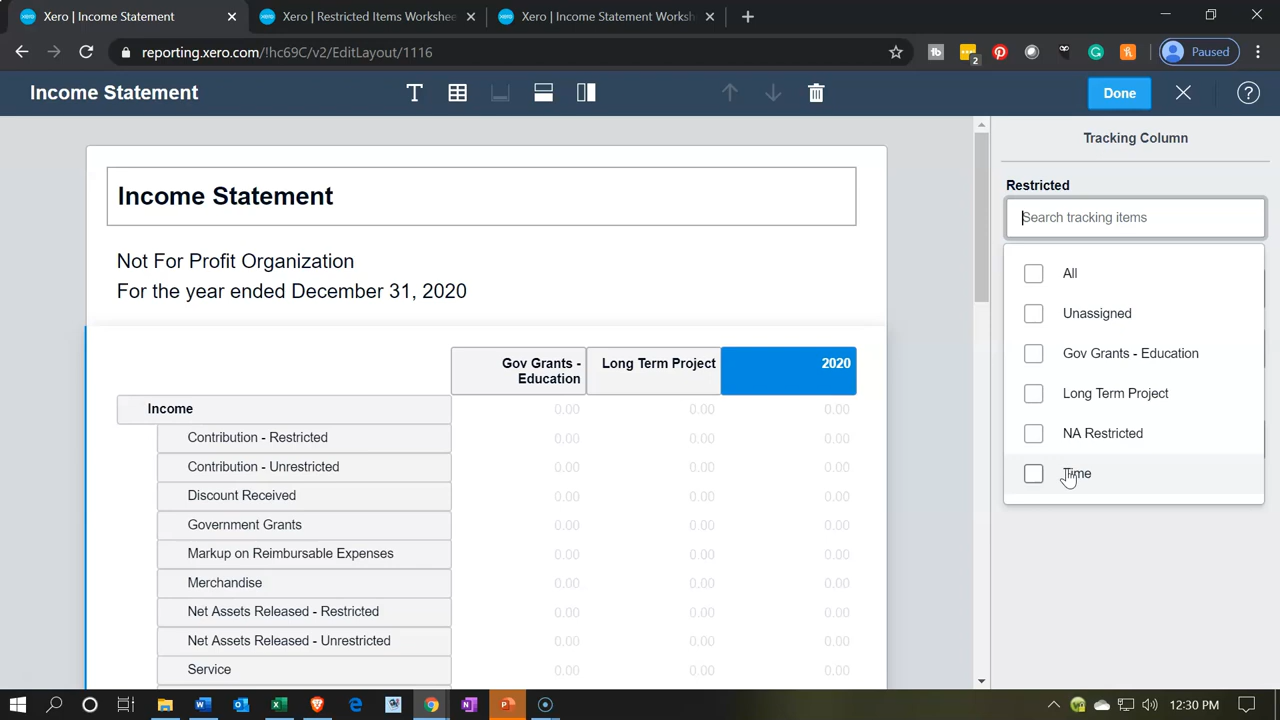 Xero | Income Statement
Xero | Restricted Items Workshee
Xero | Income Statement Worksh
reporting.xero.com/!hc69C/v2/EditLayout/1116
2
Paused
Income Statement
Done
Tracking Column
Restricted
Search tracking items
All
Unassigned
Gov Grants - Education
Long Term Project
NA Restricted
Time
Income Statement
Not For Profit Organization
For the year ended December 31, 2020
Gov Grants - Education
Long Term Project
2020
Income 0.00 0.00 0.00
Contribution - Restricted 0.00 0.00 0.00
Contribution - Unrestricted 0.00 0.00 0.00
Discount Received 0.00 0.00 0.00
Government Grants 0.00 0.00 0.00
Markup on Reimbursable Expenses 0.00 0.00 0.00
Merchandise 0.00 0.00 0.00
Net Assets Released - Restricted 0.00 0.00 0.00
Net Assets Released - Unrestricted 0.00 0.00 0.00
Service 0.00 0.00 0.00
12:30 PM